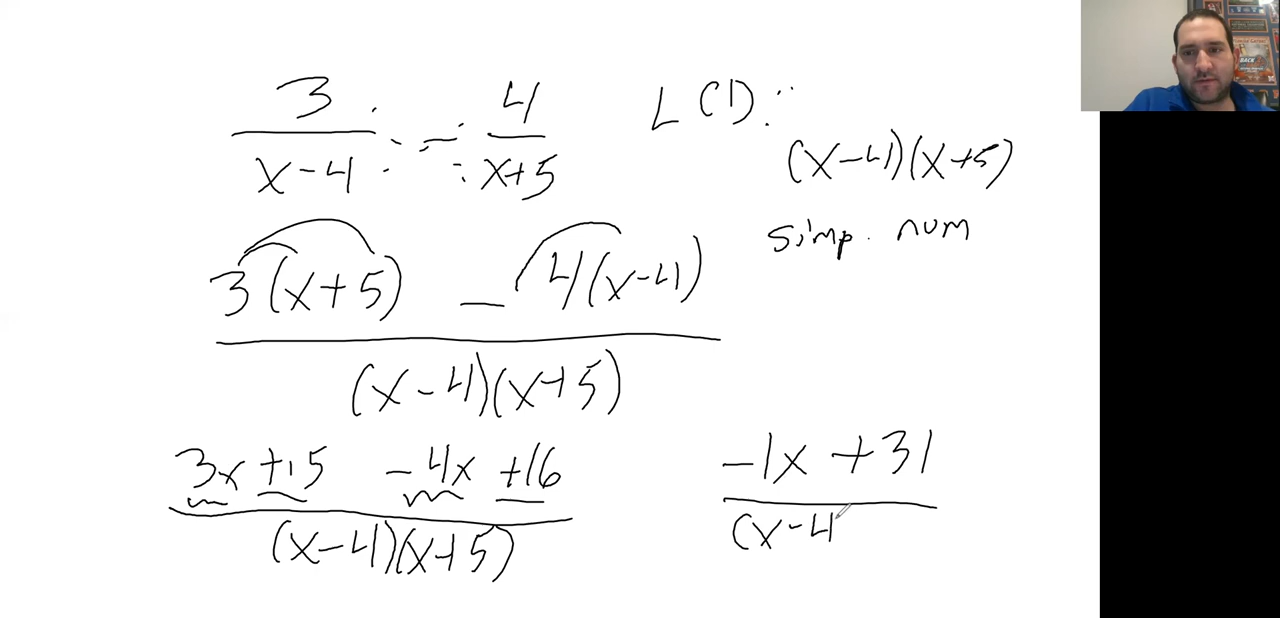 3/(x-4) - 4/(x+5)
LCD:
(x-4)(x+5)
simp. num
(3(x+5) - 4(x-4))/((x-4)(x+5))
(3x+15 -4x+16)/((x-4)(x+5))
(-1x+31)/(x-4
BACK